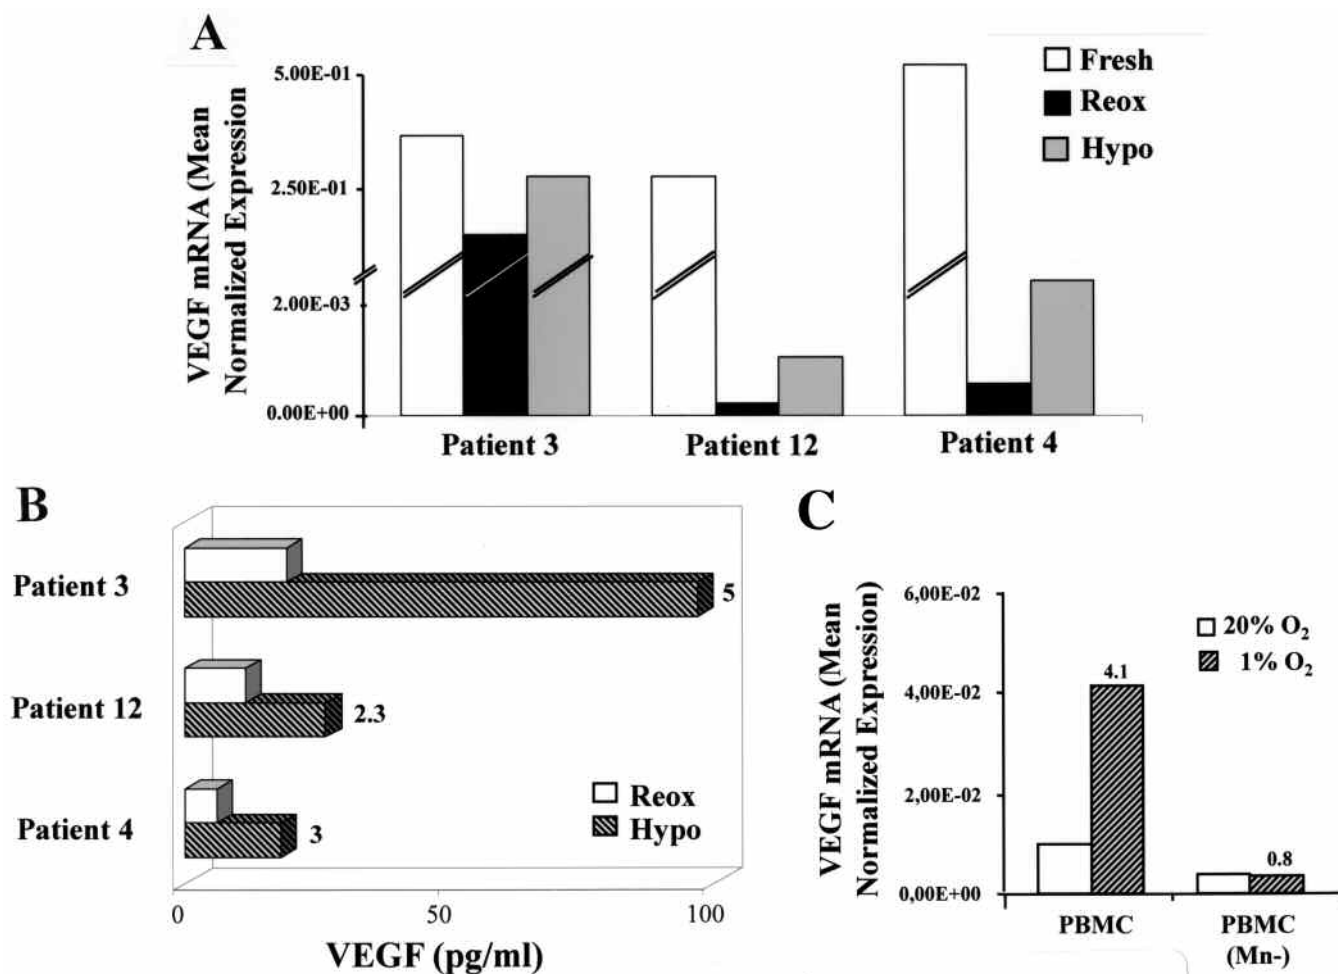 A
VEGF mRNA (Mean
Normalized Expression
5.00E-01
2.50E-01
2.00E-03
0.00E+00
Fresh
Reox
Hypo
Patient 3
Patient 12
Patient 4
B
Patient 3
5
Patient 12
2.3
Patient 4
3
Reox
Hypo
0
50
100
VEGF (pg/ml)
C
VEGF mRNA (Mean
Normalized Expression)
6,00E-02
4,00E-02
2,00E-02
0,00E+00
20% O₂
1% O₂
4.1
0.8
PBMC
PBMC
(Mn-)